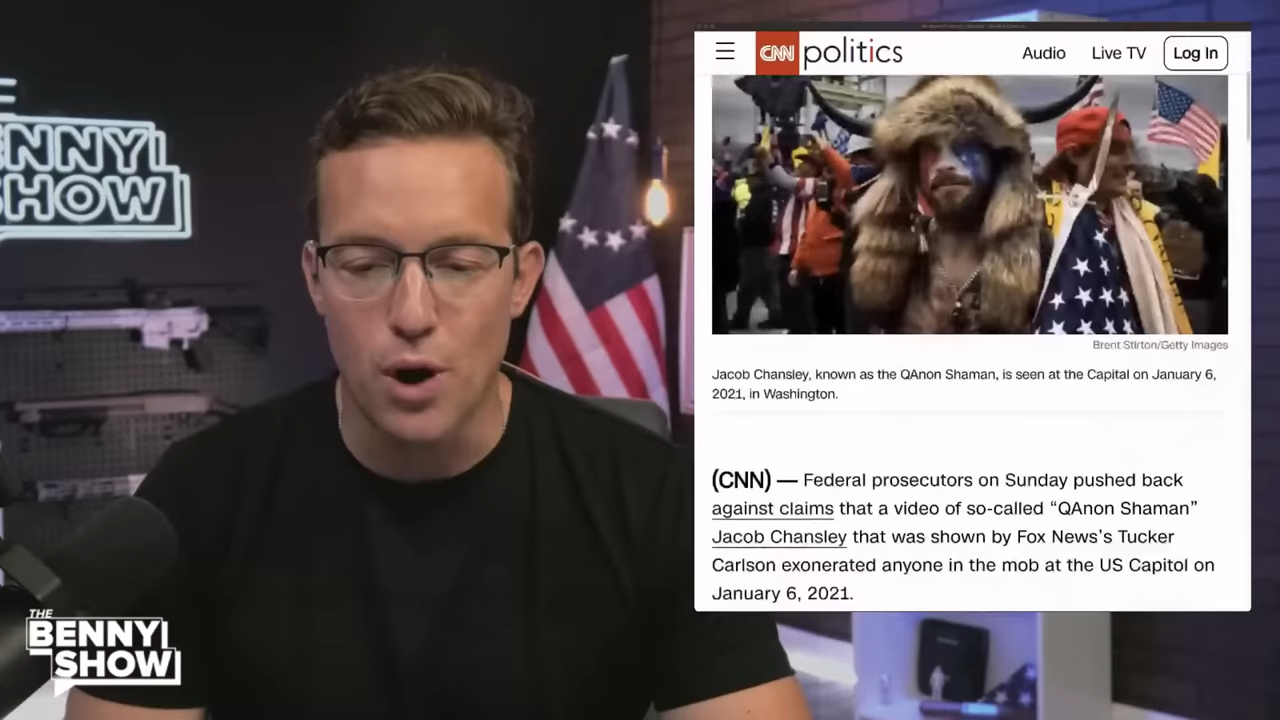 ENNY
SHOW
THE
BENNY
SHOW
CNN politics
Audio
Live TV
Log In
Brent Stirton/Getty Images
Jacob Chansley, known as the QAnon Shaman, is seen at the Capital on January 6,
2021, in Washington.
(CNN) — Federal prosecutors on Sunday pushed back
against claims that a video of so-called “QAnon Shaman”
Jacob Chansley that was shown by Fox News’s Tucker
Carlson exonerated anyone in the mob at the US Capitol on
January 6, 2021.